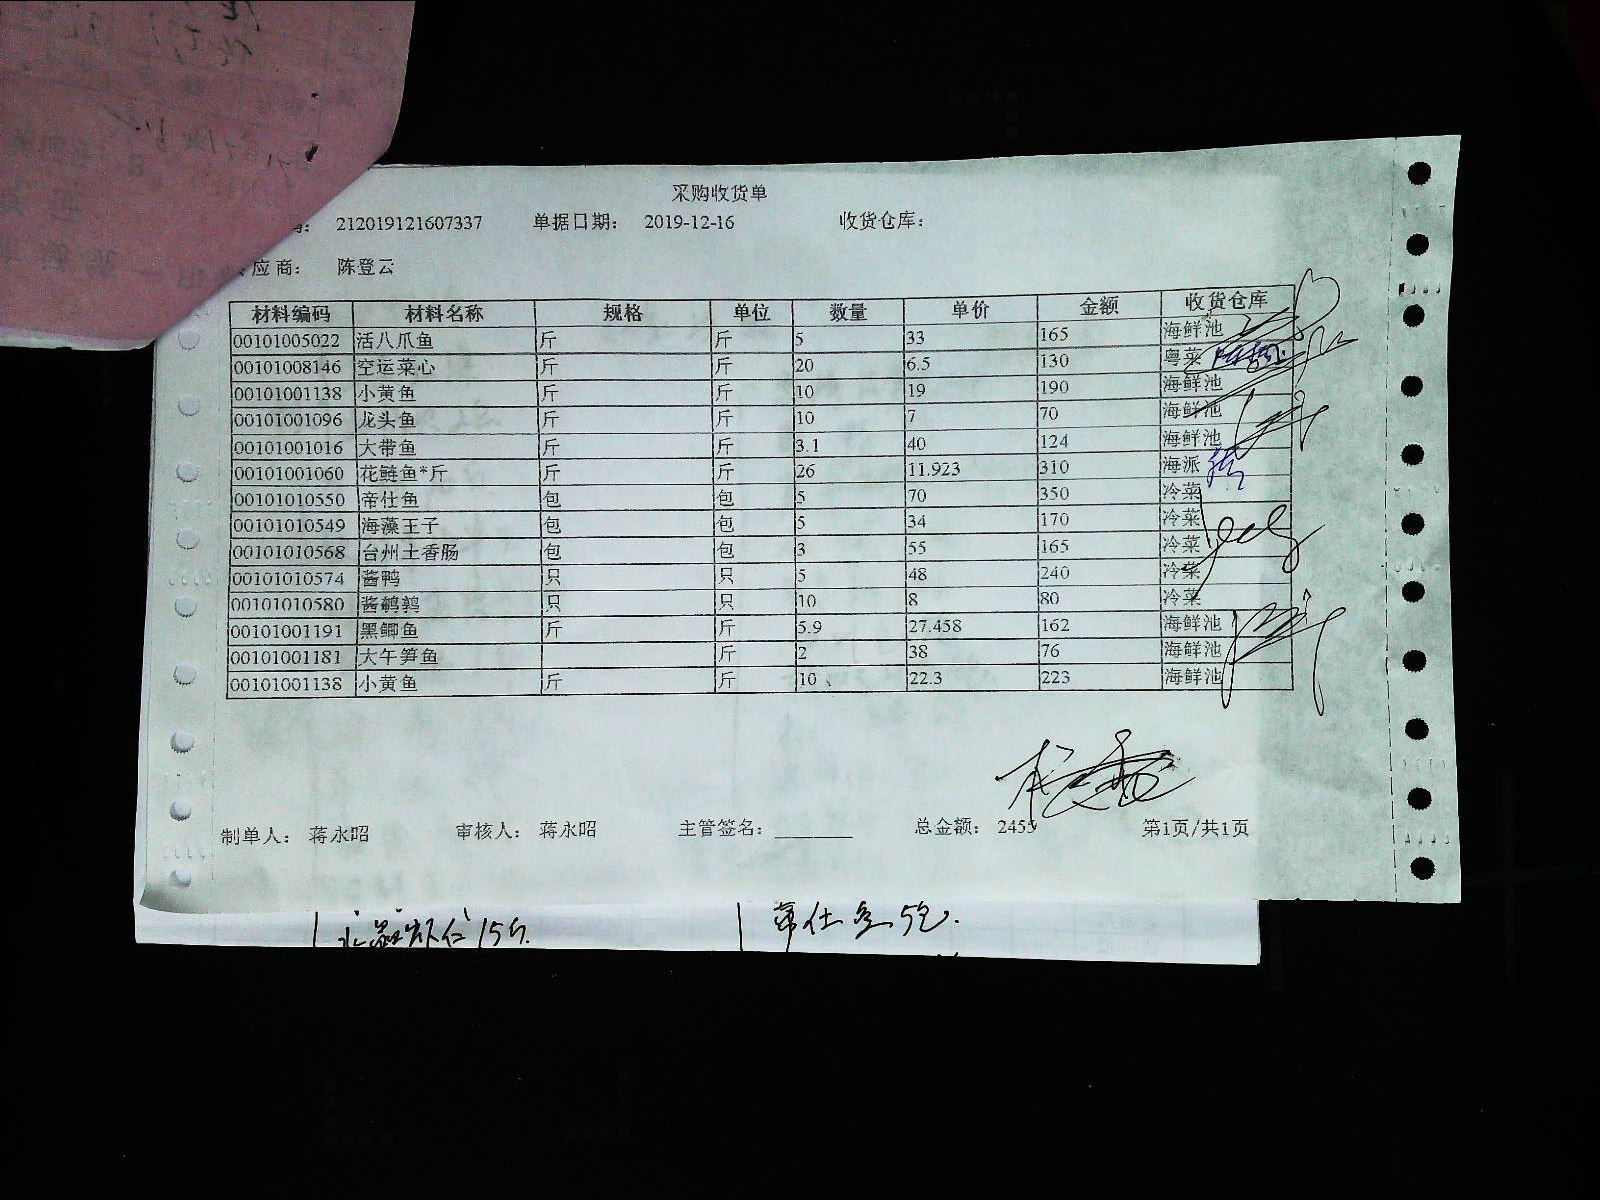 采购收货单
212019121607337 单据日期： 2019-12-16 收货仓库：
应商： 陈登云
材料编码 材料名称 规格 单位 数量 单价 金额 收货仓库
00101005022 活八爪鱼 斤 斤 5 33 165 海鲜池
00101008146 空运菜心 斤 斤 20 6.5 130 粤菜
00101001138 小黄鱼 斤 斤 10 19 190 海鲜池
00101001096 龙头鱼 斤 斤 10 7 70 海鲜池
00101001016 大带鱼 斤 斤 3.1 40 124 海鲜池
00101001060 花鲢鱼*斤 斤 斤 26 11.923 310 海派
00101010550 帝仕鱼 包 包 5 70 350 冷菜
00101010549 海藻王子 包 包 5 34 170 冷菜
00101010568 台州土香肠 包 包 3 55 165 冷菜
00101010574 酱鸭 只 只 5 48 240 冷菜
00101010580 酱鹌鹑 只 只 10 8 80 冷菜
00101001191 黑鲫鱼 斤 斤 5.9 27.458 162 海鲜池
00101001181 大午笋鱼 斤 2 38 76 海鲜池
00101001138 小黄鱼 斤 斤 10 22.3 223 海鲜池
制单人： 蒋永昭 审核人： 蒋永昭 主管签名： 总金额： 2455 第1页/共1页
15斤 帝仕鱼5包.